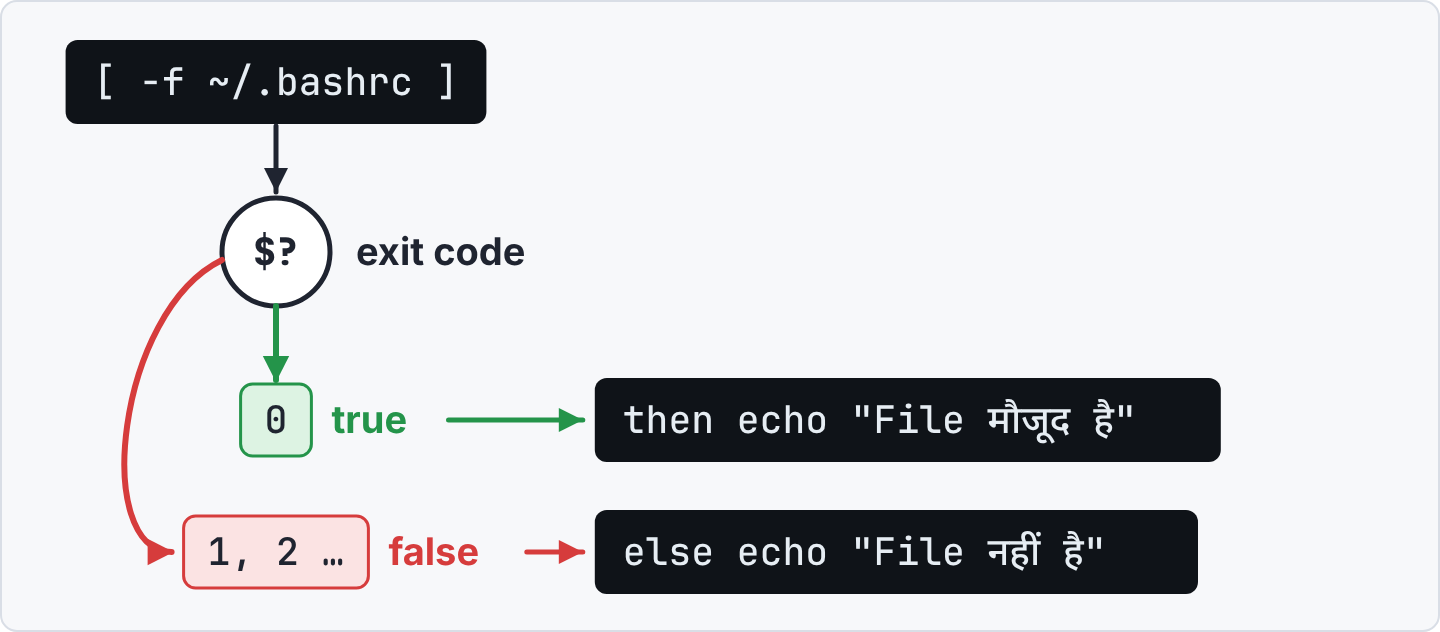 [ -f ~/.bashrc ]
$? exit code
0 true then echo "File मौजूद है"
1, 2 … false else echo "File नहीं है"